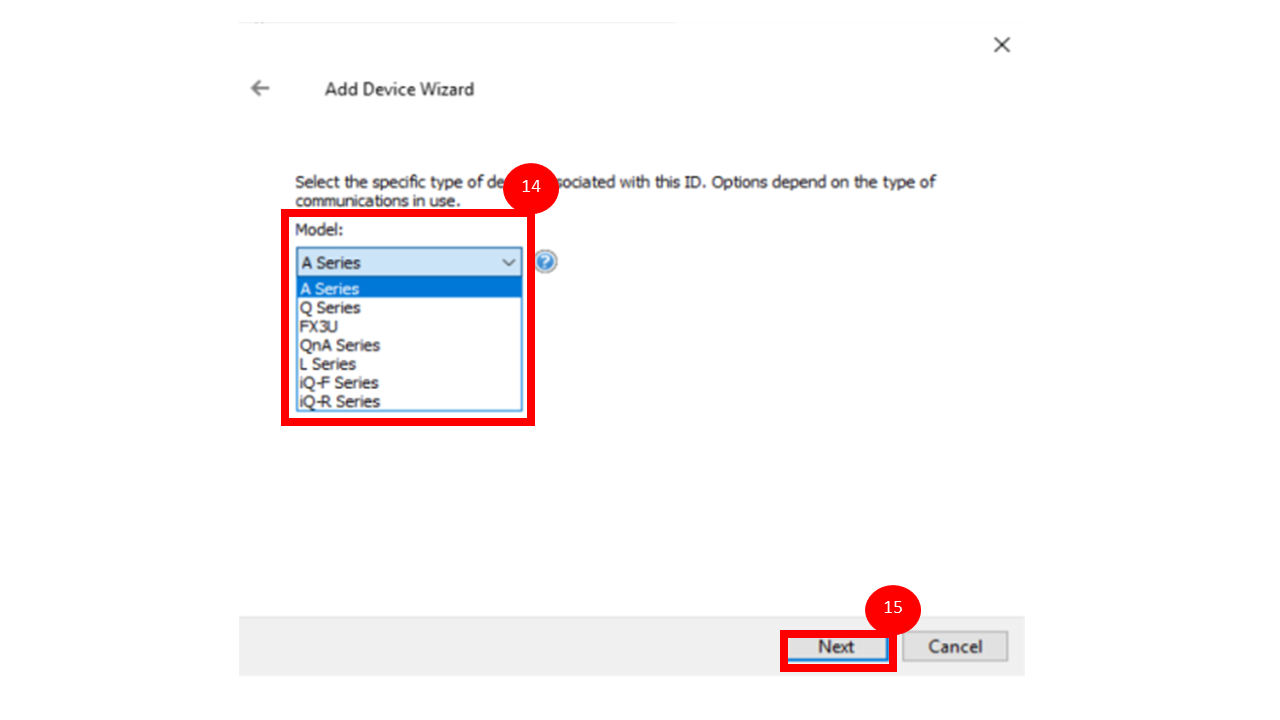 Add Device Wizard
Select the specific type of de
14
sociated with this ID. Options depend on the type of
communications in use.
Model:
A Series
A Series
Q Series
FX3U
QnA Series
L Series
iQ-F Series
iQ-R Series
15
Next
Cancel